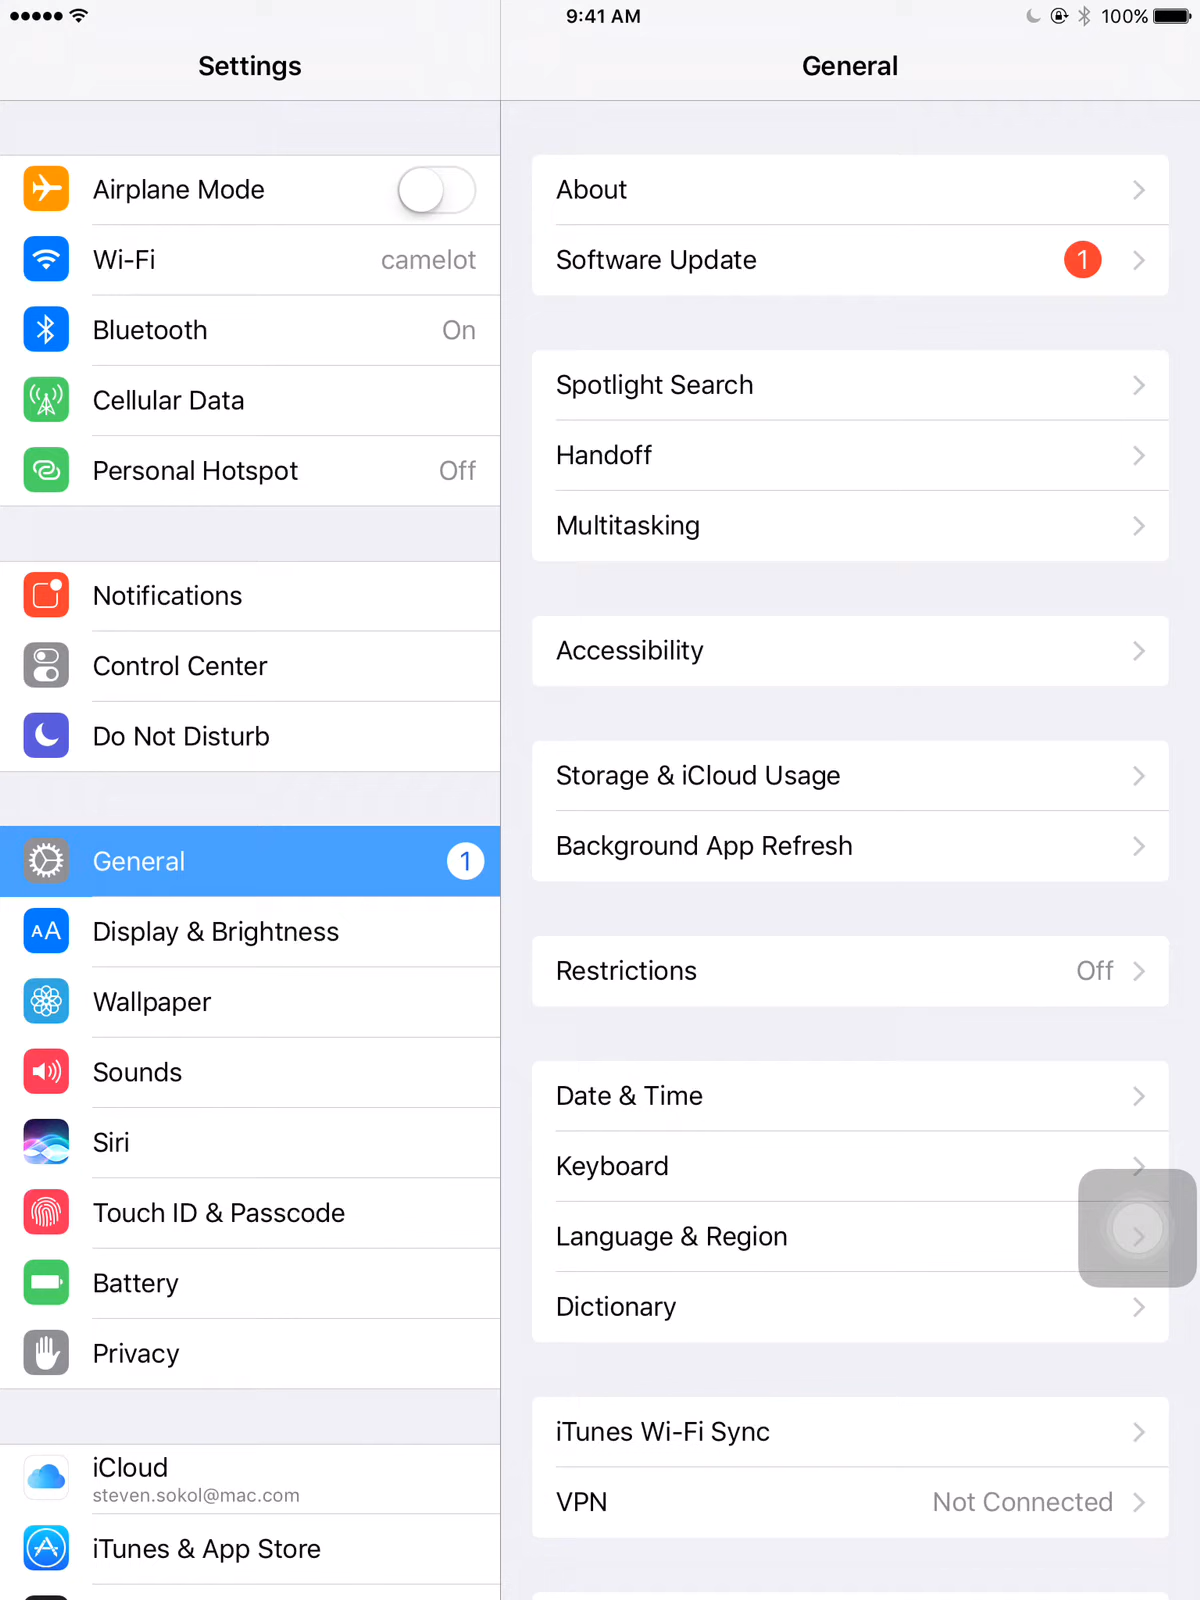 9:41 AM
100%
Settings
General
Airplane Mode
Wi-Fi camelot
Bluetooth On
Cellular Data
Personal Hotspot Off
Notifications
Control Center
Do Not Disturb
General 1
Display & Brightness
AA
Wallpaper
Sounds
Siri
Touch ID & Passcode
Battery
Privacy
iCloud
steven.sokol@mac.com
iTunes & App Store
About
Software Update 1
Spotlight Search
Handoff
Multitasking
Accessibility
Storage & iCloud Usage
Background App Refresh
Restrictions Off
Date & Time
Keyboard
Language & Region
Dictionary
iTunes Wi-Fi Sync
VPN Not Connected